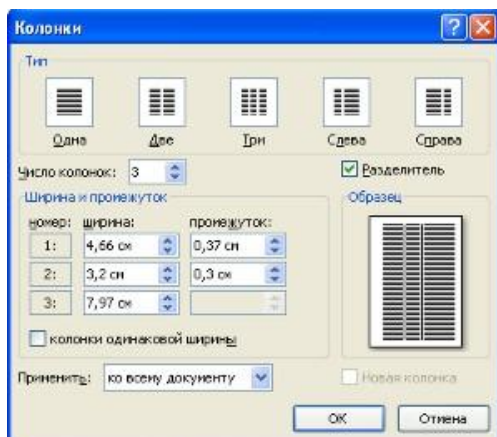 Колонки
Тип
Одна Две Три Слева Справа
Число колонок: 3 Разделитель
Ширина и промежуток Образец
номер: ширина: промежуток:
1: 4,66 см 0,37 см
2: 3,2 см 0,3 см
3: 7,97 см
колонки одинаковой ширины
Применить: ко всему документу Новая колонка
ОК Отмена